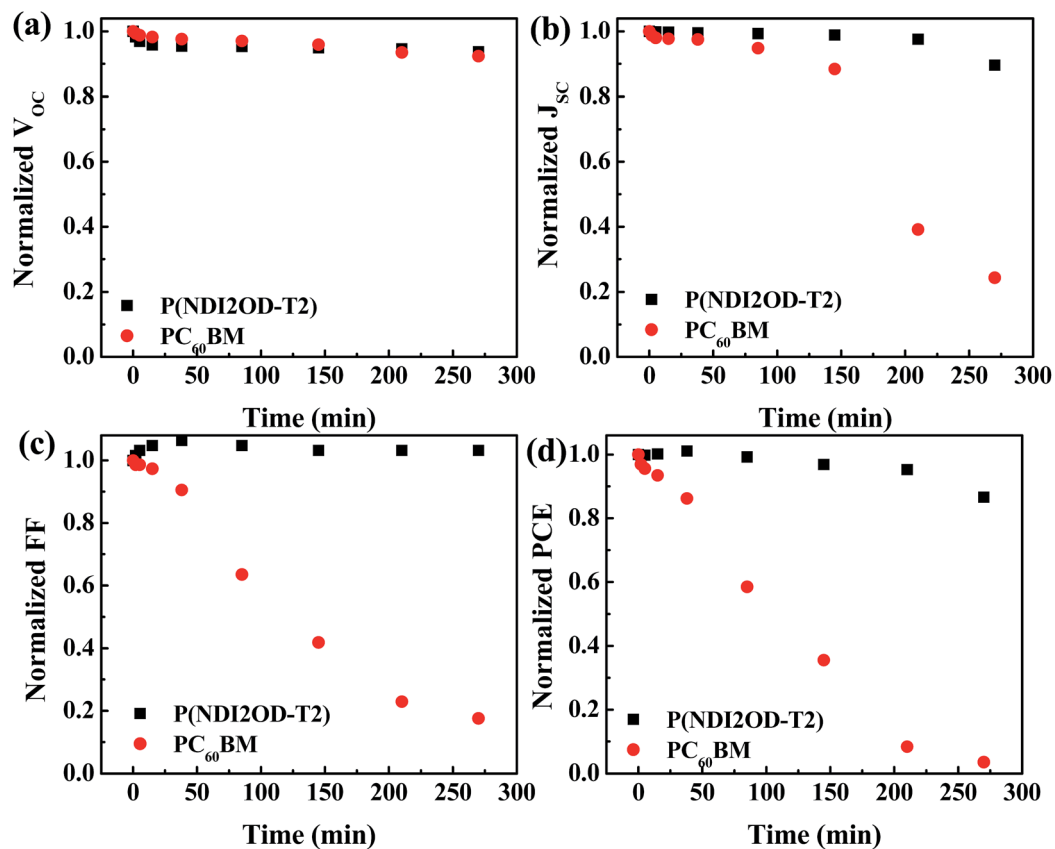 (a)
Normalized V_OC
1.0
0.8
0.6
0.4
0.2
0.0
P(NDI2OD-T2)
PC60BM
0 50 100 150 200 250 300
Time (min)
(b)
Normalized J_SC
1.0
0.8
0.6
0.4
0.2
0.0
P(NDI2OD-T2)
PC60BM
0 50 100 150 200 250 300
Time (min)
(c)
Normalized FF
1.0
0.8
0.6
0.4
0.2
0.0
P(NDI2OD-T2)
PC60BM
0 50 100 150 200 250 300
Time (min)
(d)
Normalized PCE
1.0
0.8
0.6
0.4
0.2
0.0
P(NDI2OD-T2)
PC60BM
0 50 100 150 200 250 300
Time (min)